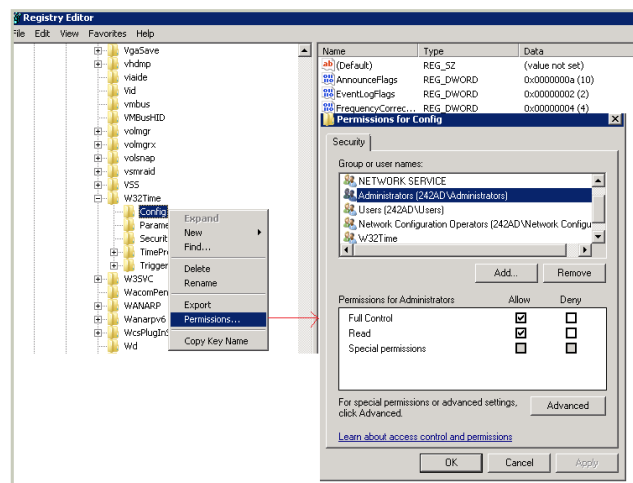 Registry Editor
File Edit View Favorites Help
VgaSave
vhdmp
viaide
Vid
vmbus
VMBusHID
volmgr
volmgrx
volsnap
vsmraid
VSS
W32Time
Config
Parame
Securit
TimePr
Trigger
W3SVC
WacomPen
WANARP
Wanarpv6
WcsPlugInS
Wd
Expand
New
Find...
Delete
Rename
Export
Permissions...
Copy Key Name
Name Type Data
ab (Default) REG_SZ (value not set)
AnnounceFlags REG_DWORD 0x0000000a (10)
EventLogFlags REG_DWORD 0x00000002 (2)
FrequencyCorrec... REG_DWORD 0x00000004 (4)
Permissions for Config
Security
Group or user names:
NETWORK SERVICE
Administrators (242AD\Administrators)
Users (242AD\Users)
Network Configuration Operators (242AD\Network Configu
W32Time
Add... Remove
Permissions for Administrators Allow Deny
Full Control
Read
Special permissions
For special permissions or advanced settings,
click Advanced.
Advanced
Learn about access control and permissions
OK Cancel Apply